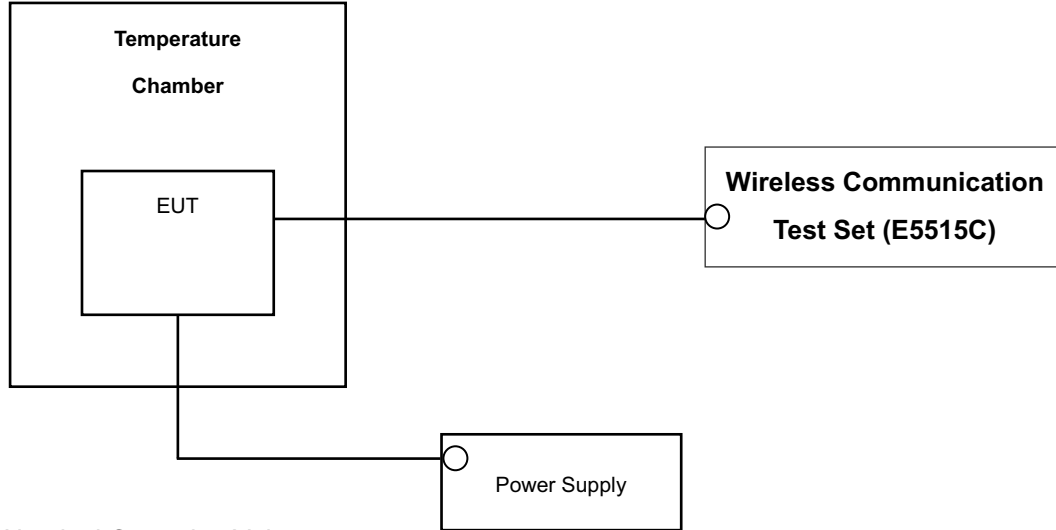 Temperature
Chamber
EUT
Wireless Communication
Test Set (E5515C)
Power Supply